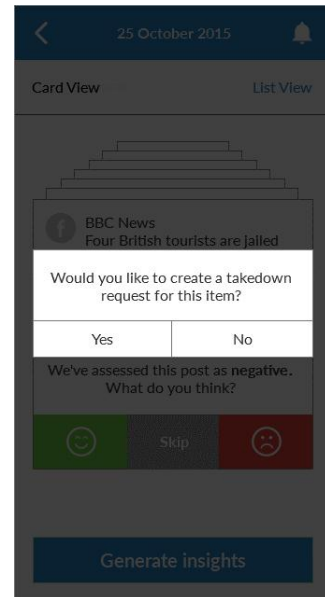 25 October 2015
Card View List View
BBC News
Four British tourists are jailed
Would you like to create a takedown
request for this item?
Yes No
We've assessed this post as negative.
What do you think?
Skip
Generate insights